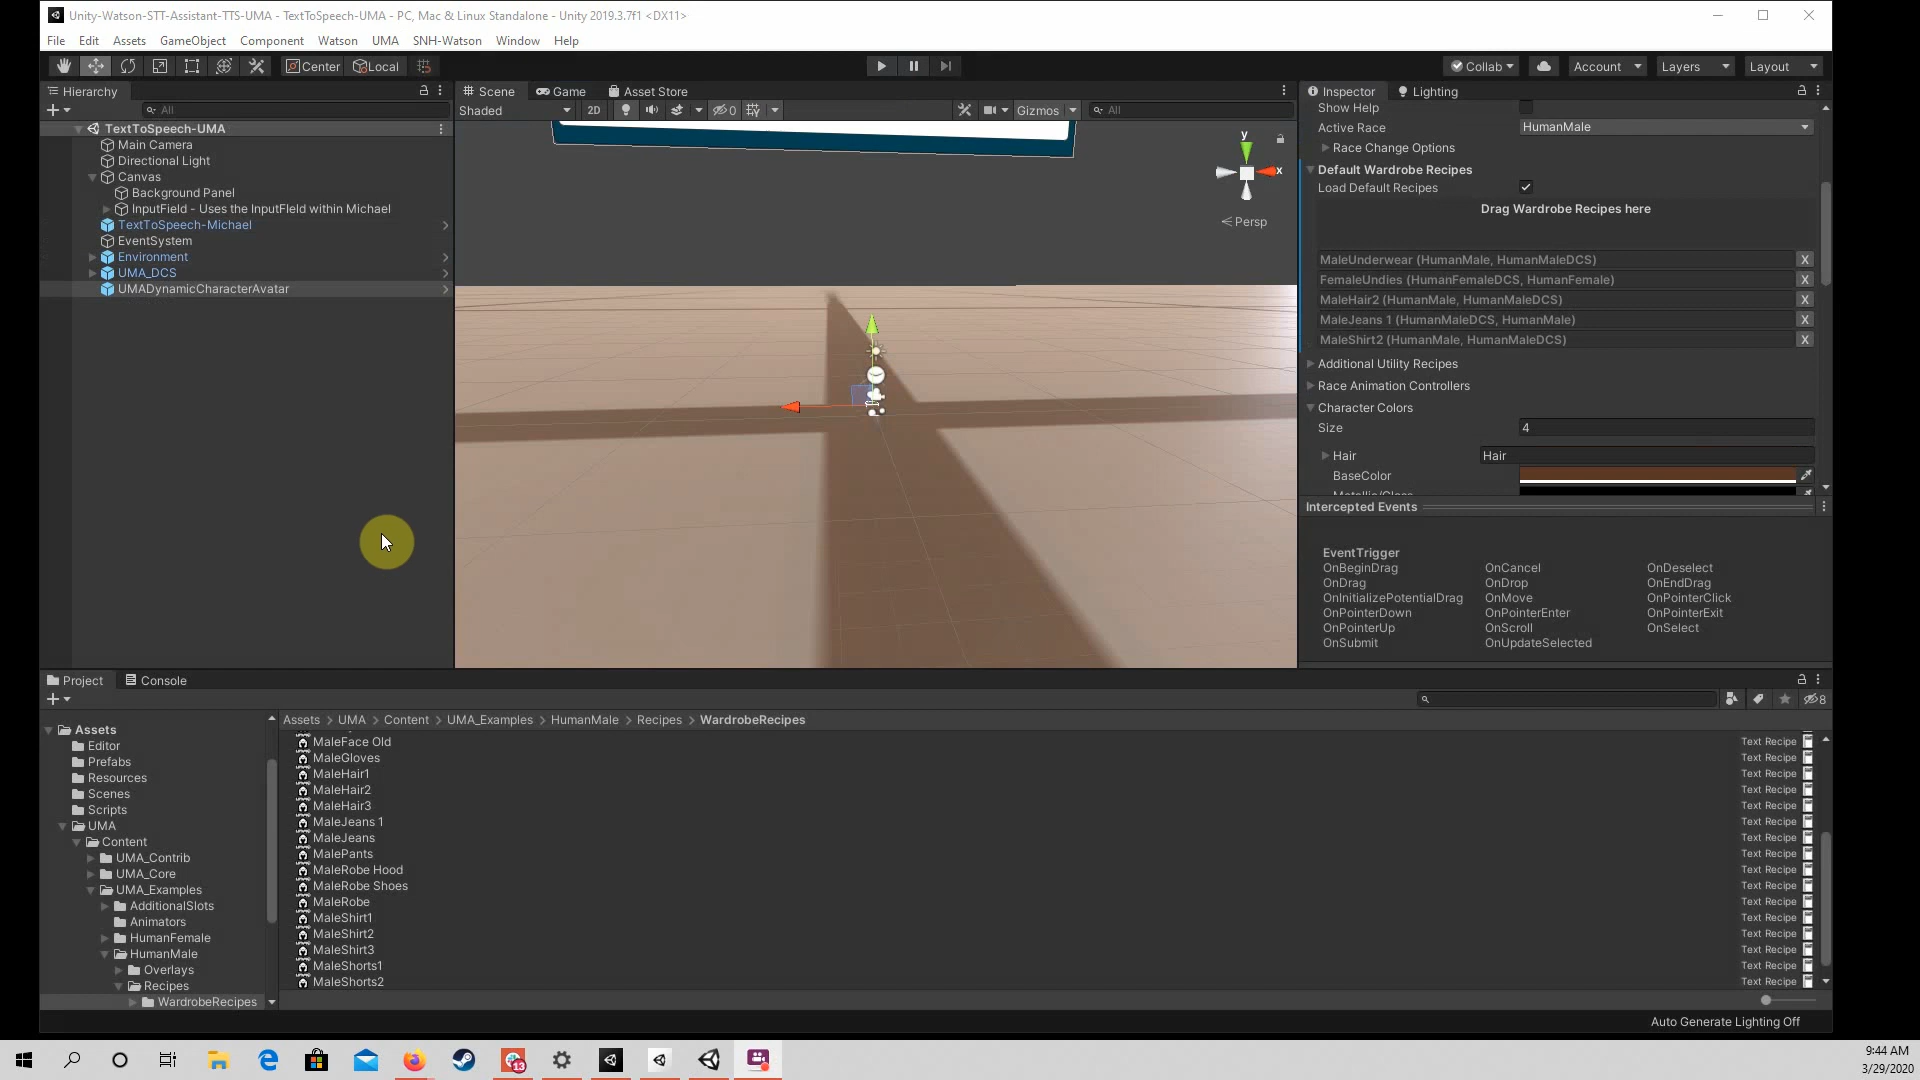 Unity-Watson-STT-Assistant-TTS-UMA - TextToSpeech-UMA - PC, Mac & Linux Standalone - Unity 2019.3.7f1 <DX11>
File Edit Assets GameObject Component Watson UMA SNH-Watson Window Help
Center Local Collab Account Layers Layout
Hierarchy
All
TextToSpeech-UMA
Main Camera
Directional Light
Canvas
Background Panel
InputField - Uses the InputField within Michael
TextToSpeech-Michael
EventSystem
Environment
UMA_DCS
UMADynamicCharacterAvatar
Scene Game Asset Store
Shaded 2D 0 Gizmos All
y
x
Persp
Inspector Lighting
Show Help
Active Race HumanMale
Race Change Options
Default Wardrobe Recipes
Load Default Recipes
Drag Wardrobe Recipes here
MaleUnderwear (HumanMale, HumanMaleDCS) X
FemaleUndies (HumanFemaleDCS, HumanFemale) X
MaleHair2 (HumanMale, HumanMaleDCS) X
MaleJeans 1 (HumanMaleDCS, HumanMale) X
MaleShirt2 (HumanMale, HumanMaleDCS) X
Additional Utility Recipes
Race Animation Controllers
Character Colors
Size 4
Hair Hair
BaseColor
Intercepted Events
EventTrigger
OnBeginDrag OnCancel OnDeselect
OnDrag OnDrop OnEndDrag
OnInitializePotentialDrag OnMove OnPointerClick
OnPointerDown OnPointerEnter OnPointerExit
OnPointerUp OnScroll OnSelect
OnSubmit OnUpdateSelected
Project Console
8
Assets
Editor
Prefabs
Resources
Scenes
Scripts
UMA
Content
UMA_Contrib
UMA_Core
UMA_Examples
AdditionalSlots
Animators
HumanFemale
HumanMale
Overlays
Recipes
WardrobeRecipes
Assets > UMA > Content > UMA_Examples > HumanMale > Recipes > WardrobeRecipes
MaleFace Old Text Recipe
MaleGloves Text Recipe
MaleHair1 Text Recipe
MaleHair2 Text Recipe
MaleHair3 Text Recipe
MaleJeans 1 Text Recipe
MaleJeans Text Recipe
MalePants Text Recipe
MaleRobe Hood Text Recipe
MaleRobe Shoes Text Recipe
MaleRobe Text Recipe
MaleShirt1 Text Recipe
MaleShirt2 Text Recipe
MaleShirt3 Text Recipe
MaleShorts1 Text Recipe
MaleShorts2 Text Recipe
Auto Generate Lighting Off
13
9:44 AM
3/29/2020